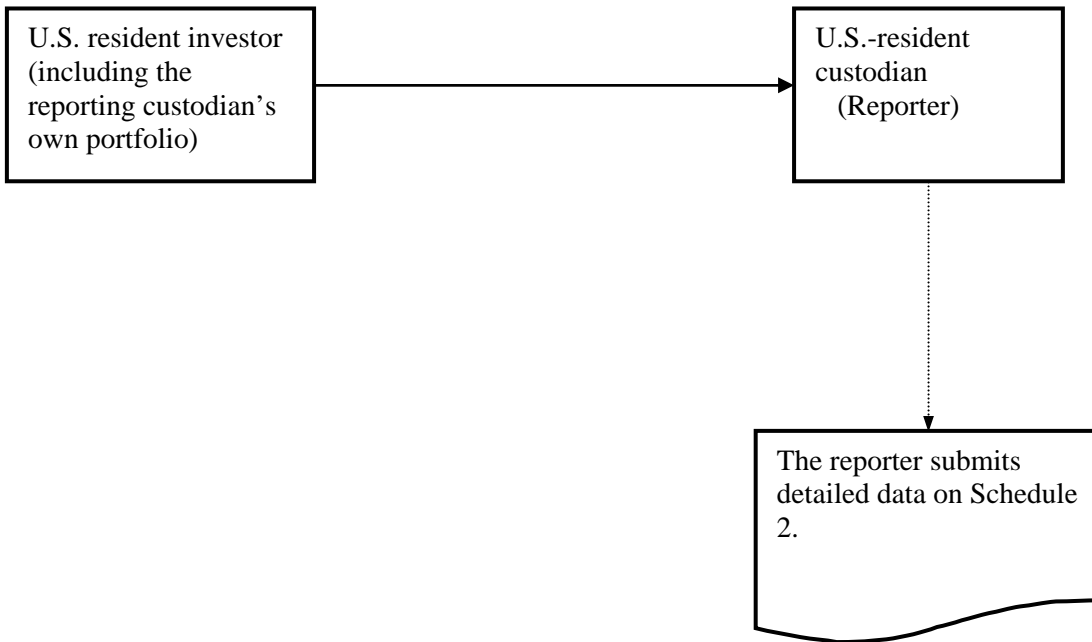 U.S. resident investor
(including the
reporting custodian’s
own portfolio)
U.S.-resident
custodian
(Reporter)
The reporter submits
detailed data on Schedule
2.